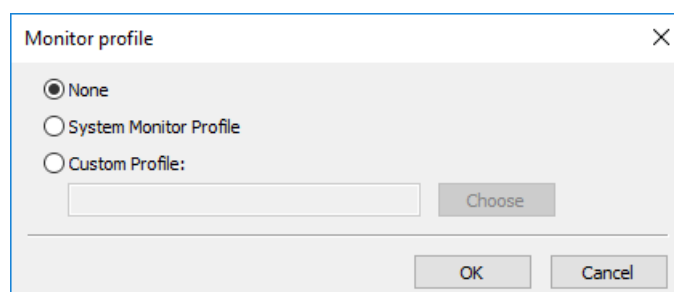 Monitor profile
None
System Monitor Profile
Custom Profile:
Choose
OK Cancel